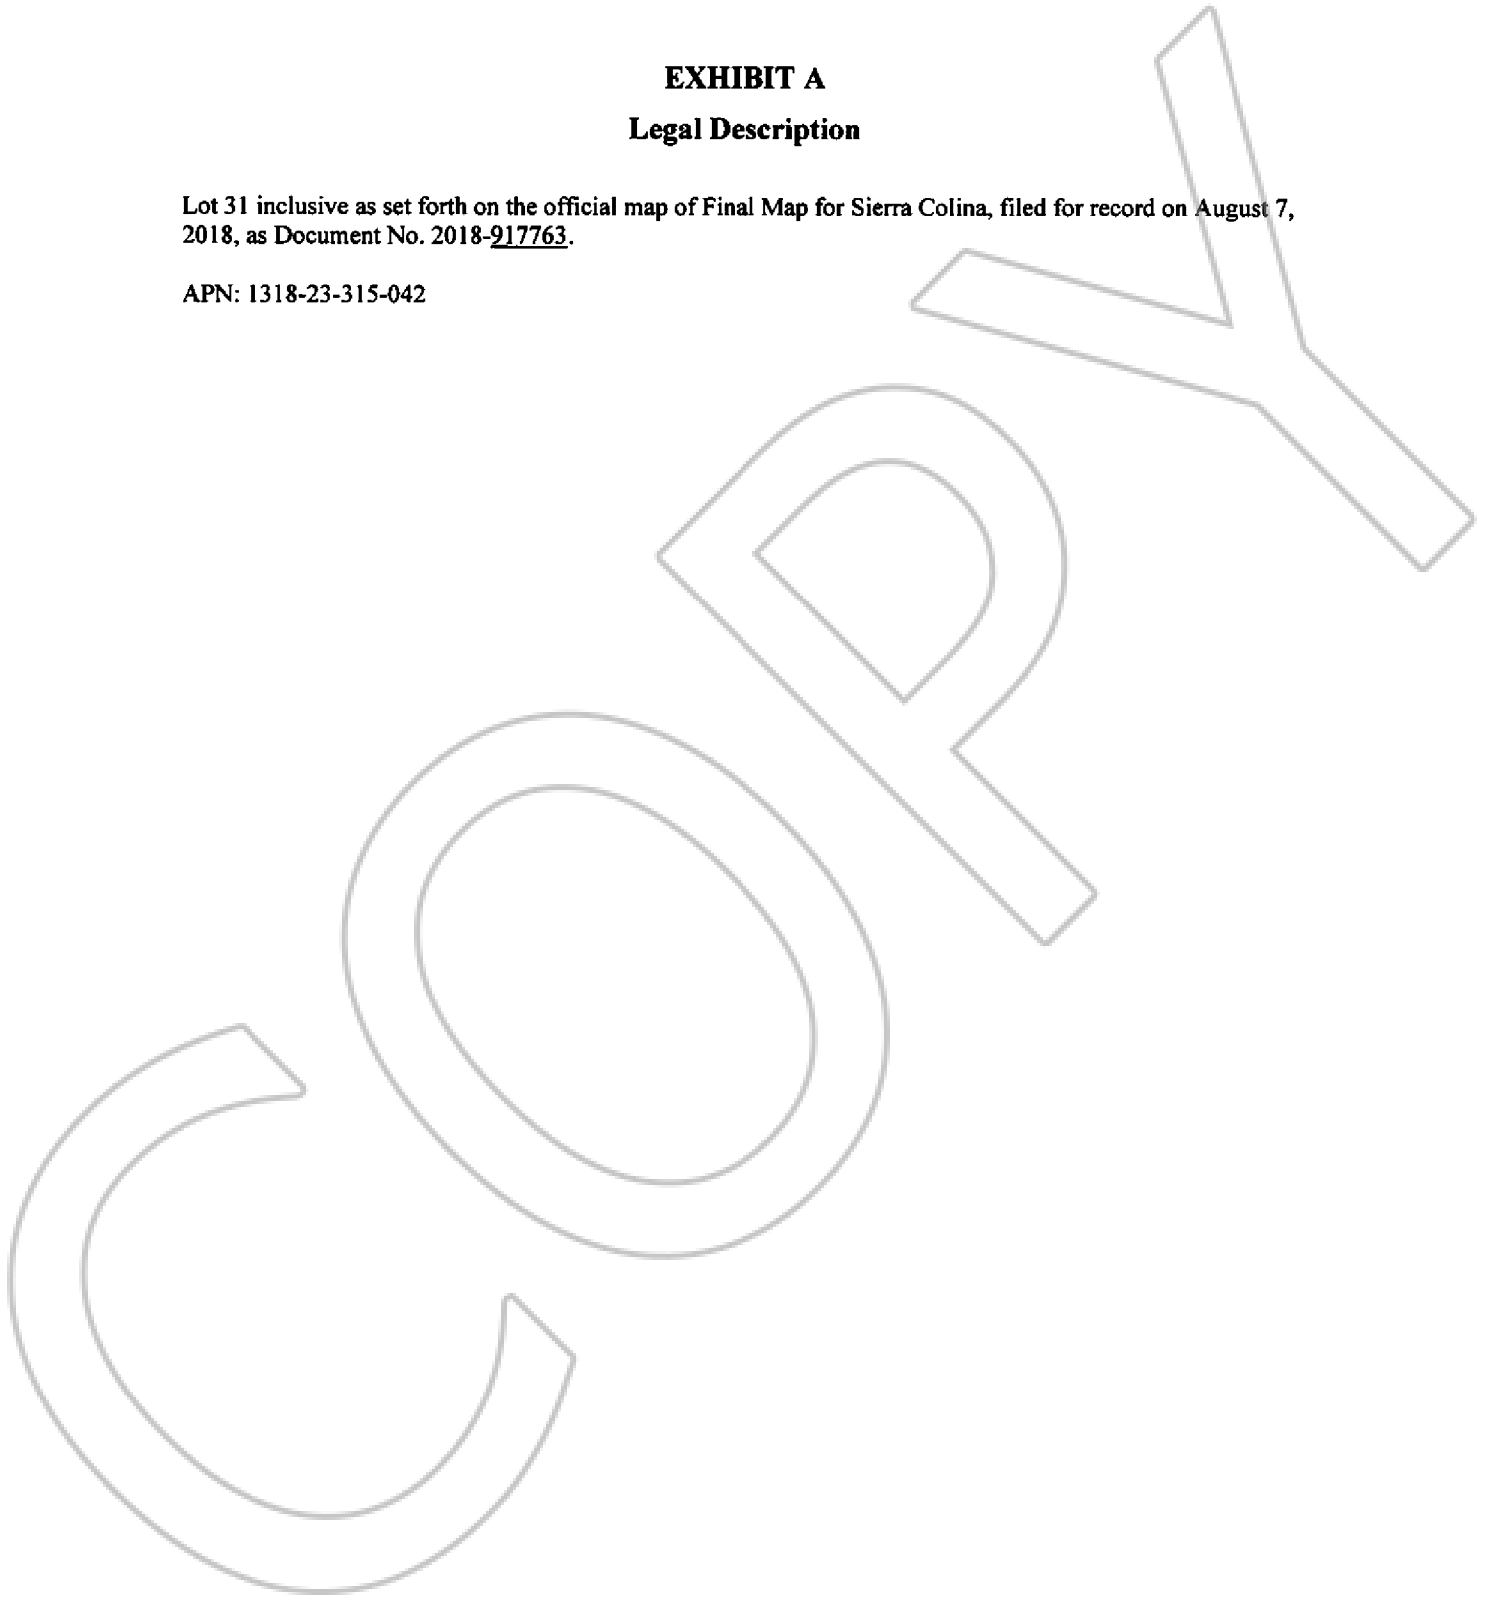 EXHIBIT A
Legal Description
Lot 31 inclusive as set forth on the official map of Final Map for Sierra Colina, filed for record on August 7,
2018, as Document No. 2018-917763.
APN: 1318-23-315-042
COPY